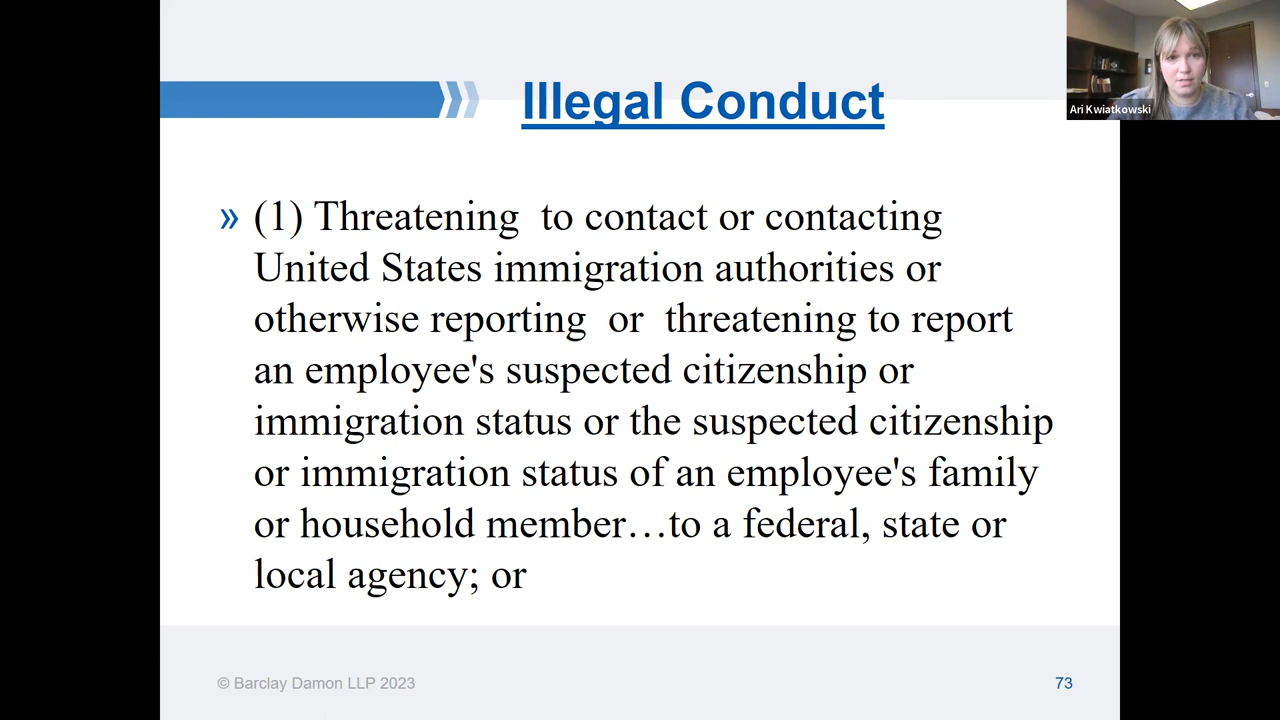 Illegal Conduct
Ari Kwiatkowski
» (1) Threatening to contact or contacting
United States immigration authorities or
otherwise reporting or threatening to report
an employee's suspected citizenship or
immigration status or the suspected citizenship
or immigration status of an employee's family
or household member…to a federal, state or
local agency; or
© Barclay Damon LLP 2023
73